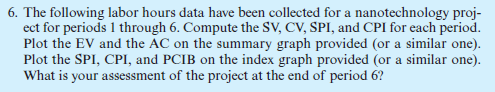 6. The following labor hours data have been collected for a nanotechnology proj-
ect for periods 1 through 6. Compute the SV, CV, SPI, and CPI for each period.
Plot the EV and the AC on the summary graph provided (or a similar one).
Plot the SPI, CPI, and PCIB on the index graph provided (or a similar one).
What is your assessment of the project at the end of period 6?